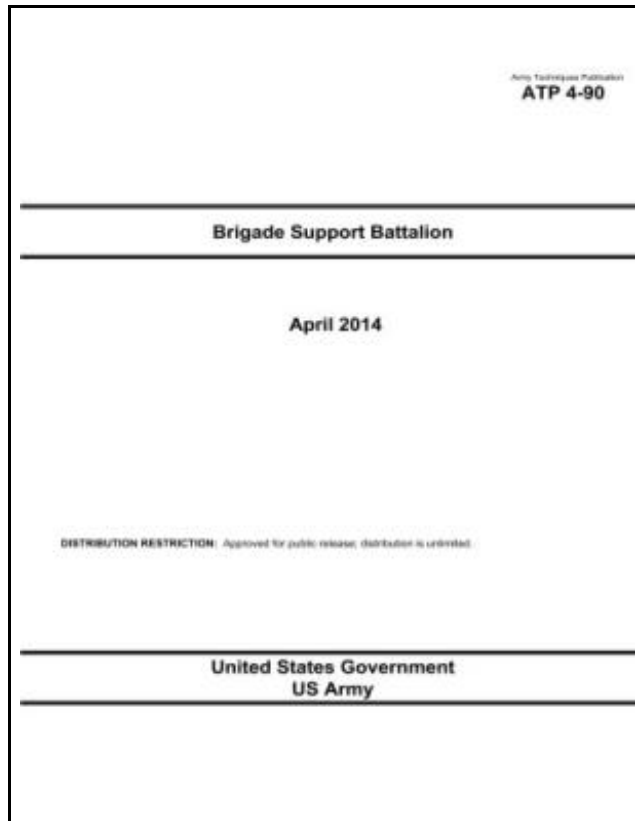 Army Techniques Publication
ATP 4-90
Brigade Support Battalion
April 2014
DISTRIBUTION RESTRICTION: Approved for public release; distribution is unlimited.
United States Government
US Army